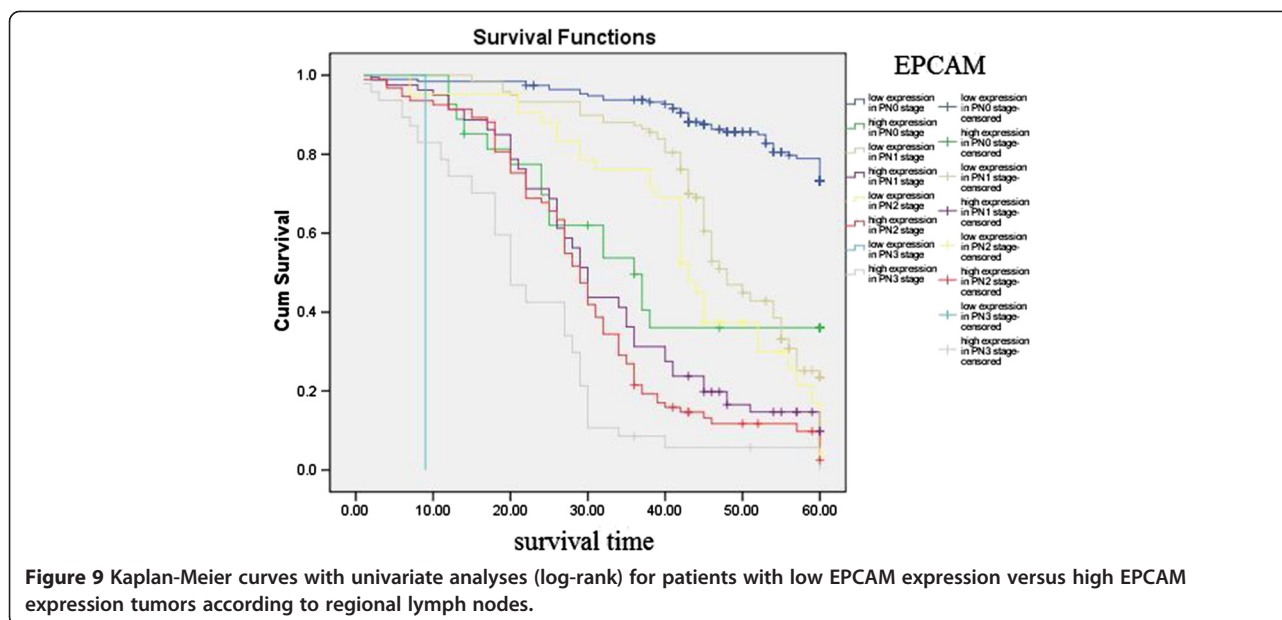 Survival Functions
EPCAM
low expression
in PN0 stage
high expression
in PN0 stage
low expression
in PN1 stage
high expression
in PN1 stage
low expression
in PN2 stage
high expression
in PN2 stage
low expression
in PN3 stage
high expression
in PN3 stage
low expression
in PN0 stage-
censored
high expression
in PN0 stage-
censored
low expression
in PN1 stage-
censored
high expression
in PN1 stage-
censored
low expression
in PN2 stage-
censored
high expression
in PN2 stage-
censored
low expression
in PN3 stage-
censored
high expression
in PN3 stage-
censored
Cum Survival
1.0
0.8
0.6
0.4
0.2
0.0
0.00 10.00 20.00 30.00 40.00 50.00 60.00
survival time
Figure 9 Kaplan-Meier curves with univariate analyses (log-rank) for patients with low EPCAM expression versus high EPCAM
expression tumors according to regional lymph nodes.